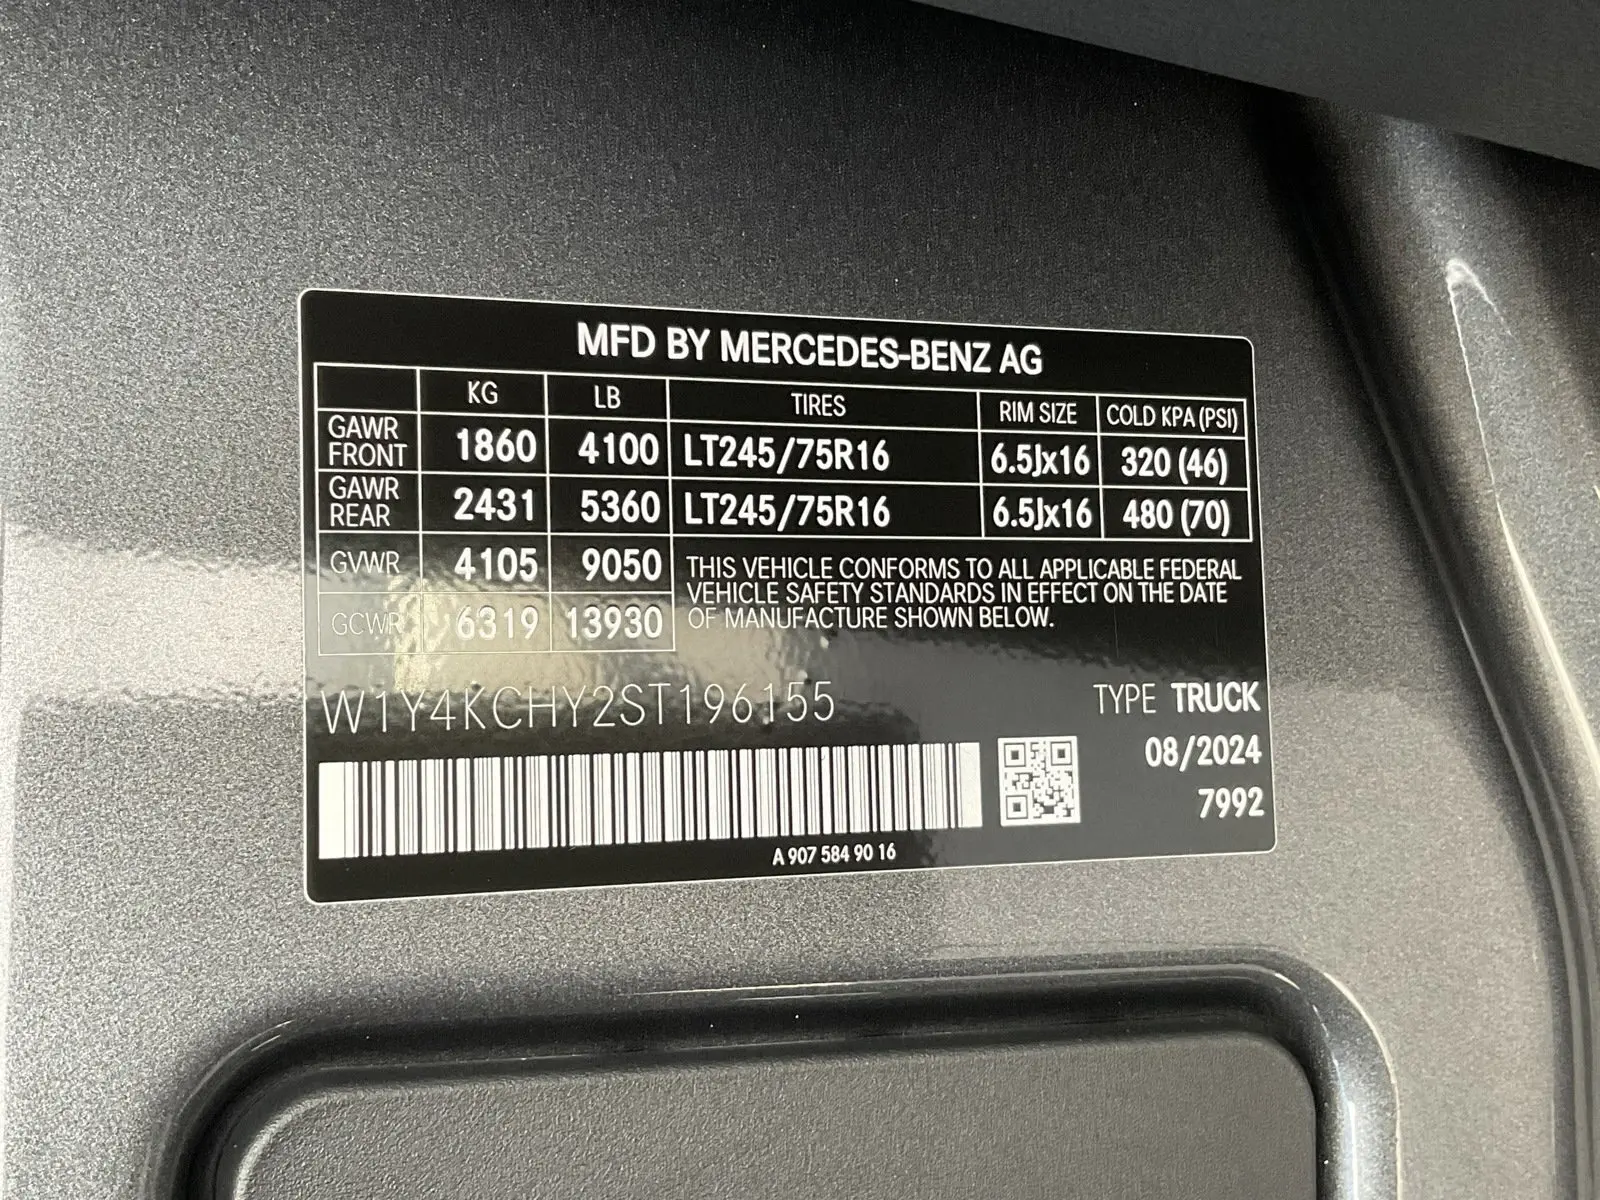 MFD BY MERCEDES-BENZ AG
KG LB TIRES RIM SIZE COLD KPA (PSI)
GAWR FRONT 1860 4100 LT245/75R16 6.5Jx16 320 (46)
GAWR REAR 2431 5360 LT245/75R16 6.5Jx16 480 (70)
GVWR 4105 9050
GCWR 6319 13930
THIS VEHICLE CONFORMS TO ALL APPLICABLE FEDERAL
VEHICLE SAFETY STANDARDS IN EFFECT ON THE DATE
OF MANUFACTURE SHOWN BELOW.
W1Y4KCHY2ST196155
TYPE TRUCK
08/2024
7992
A 907 584 90 16